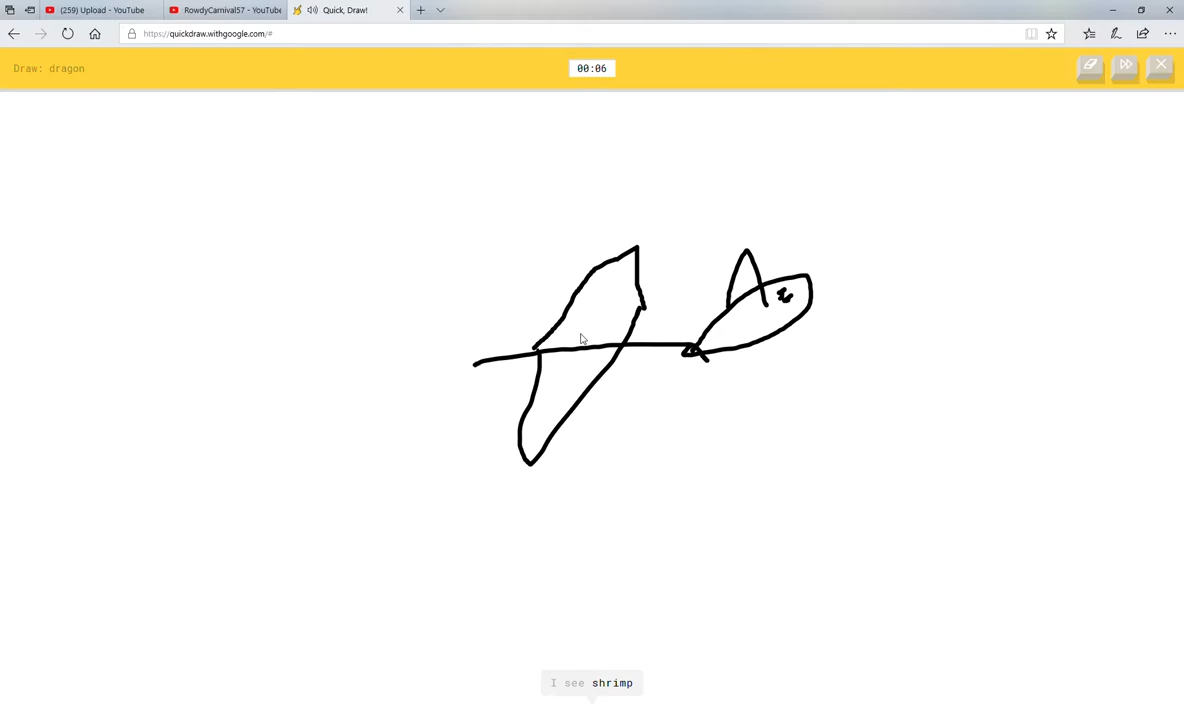 (259) Upload - YouTube
RowdyCarnival57 - YouTube
Quick, Draw!
https://quickdraw.withgoogle.com/#
Draw: dragon
00:06
I see shrimp